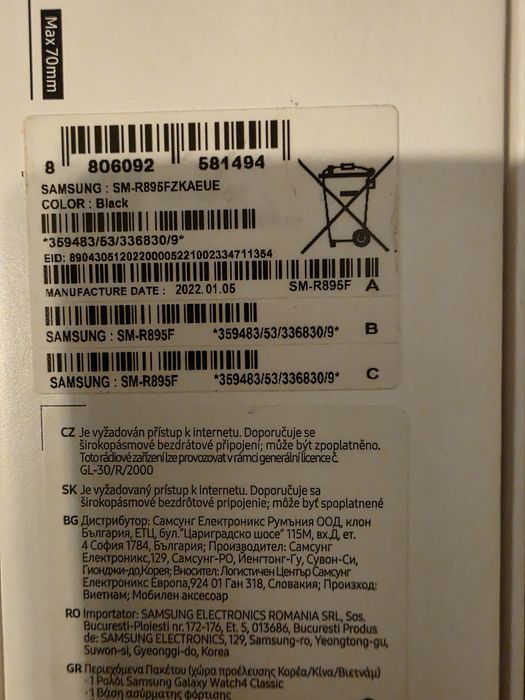 Max 70mm
8 806092 581494
SAMSUNG : SM-R895FZKAEUE
COLOR : Black
*359483/53/336830/9*
EID: 89043051202200005221002334711354
MANUFACTURE DATE : 2022.01.05 SM-R895F A
SAMSUNG : SM-R895F *359483/53/336830/9* B
SAMSUNG : SM-R895F *359483/53/336830/9* C
CZ Je vyžadován přístup k internetu. Doporučuje se
širokopásmové bezdrátové připojení; může být zpoplatněno.
Toto rádiové zařízení lze provozovat v rámci generální licence č.
GL-30/R/2000
SK Je vyžadovaný prístup k internetu. Doporučuje sa
širokopásmové bezdrôtové pripojenie; môže byť spoplatnené
BG Дистрибутор: Самсунг Електроникс Румъния ООД, клон
България, ЕТЦ, бул."Цариградско шосе" 115М, вх.Д, ет.
4 София 1784, България; Производител: Самсунг
Електроникс,129, Самсунг-РО, Йенгтонг-Гу, Сувон-Си,
Гионджи-до,Корея; Вносител: Логистичен Център Самсунг
Електроникс Европа,924 01 Галанта, Словакия; Произход:
Виетнам; Мобилен аксесоар
RO Importator: SAMSUNG ELECTRONICS ROMANIA SRL, Sos.
Bucuresti-Ploiesti nr. 172-176, Et. 5, 013686, Bucuresti Produs
de: SAMSUNG ELECTRONICS, 129, Samsung-ro, Yeongtong-gu,
Suwon-si, Gyeonggi-do, Korea
GR Περιεχόμενα Πακέτου (χώρα προέλευσης Κορέα/Κίνα/Βιετνάμ)
· 1 Ρολόι Samsung Galaxy Watch4 Classic
· 1 Βάση ασύρματης φόρτισης